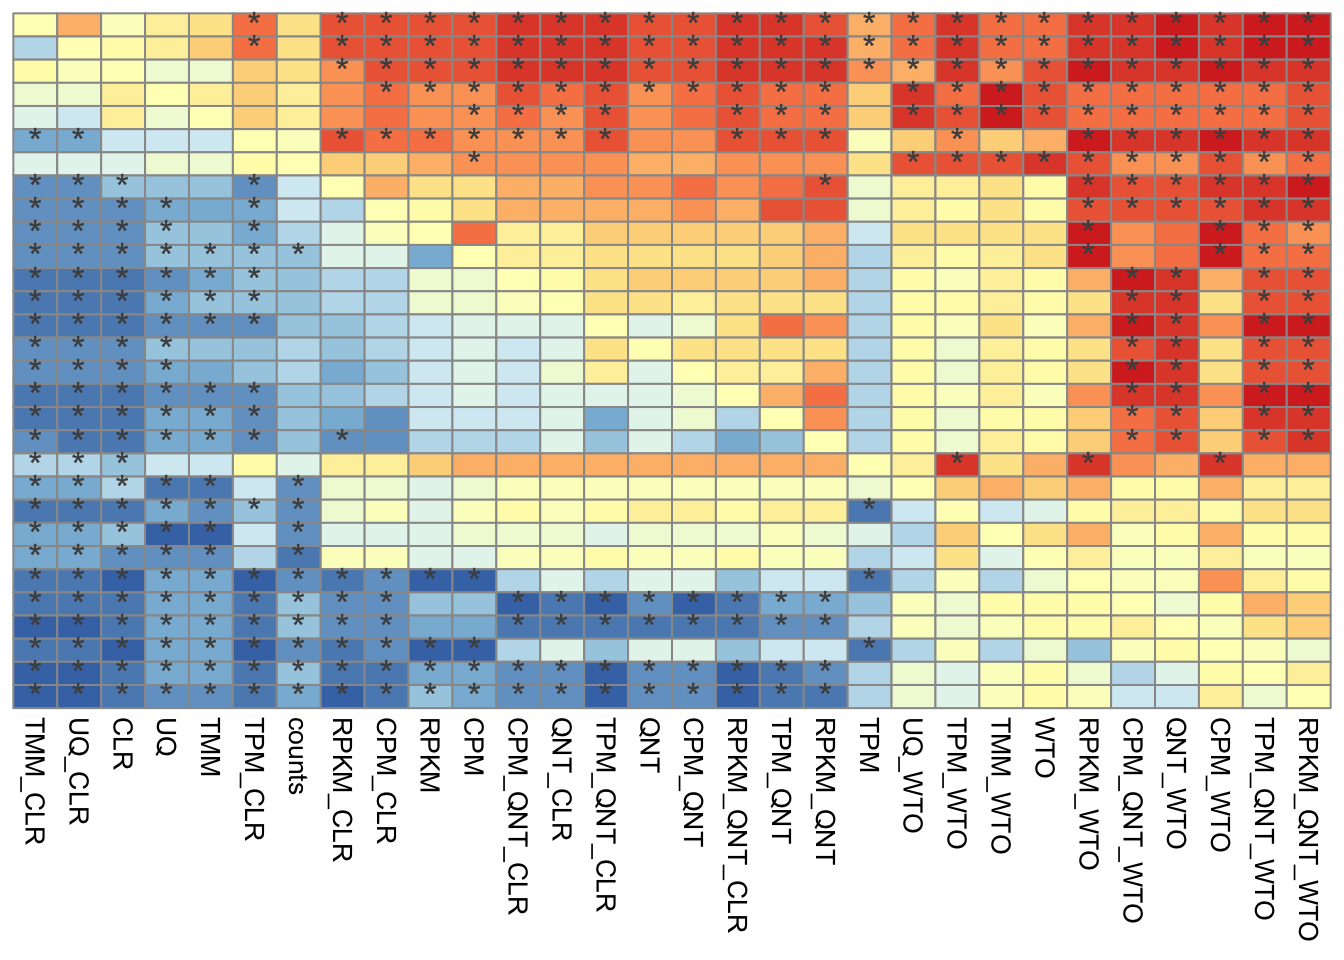 TMM_CLR
UQ_CLR
CLR
UQ
TMM
TPM_CLR
counts
RPKM_CLR
CPM_CLR
RPKM
CPM
CPM_QNT_CLR
QNT_CLR
TPM_QNT_CLR
QNT
CPM_QNT
RPKM_QNT_CLR
TPM_QNT
RPKM_QNT
TPM
UQ_WTO
TPM_WTO
TMM_WTO
WTO
RPKM_WTO
CPM_QNT_WTO
QNT_WTO
CPM_WTO
TPM_QNT_WTO
RPKM_QNT_WTO